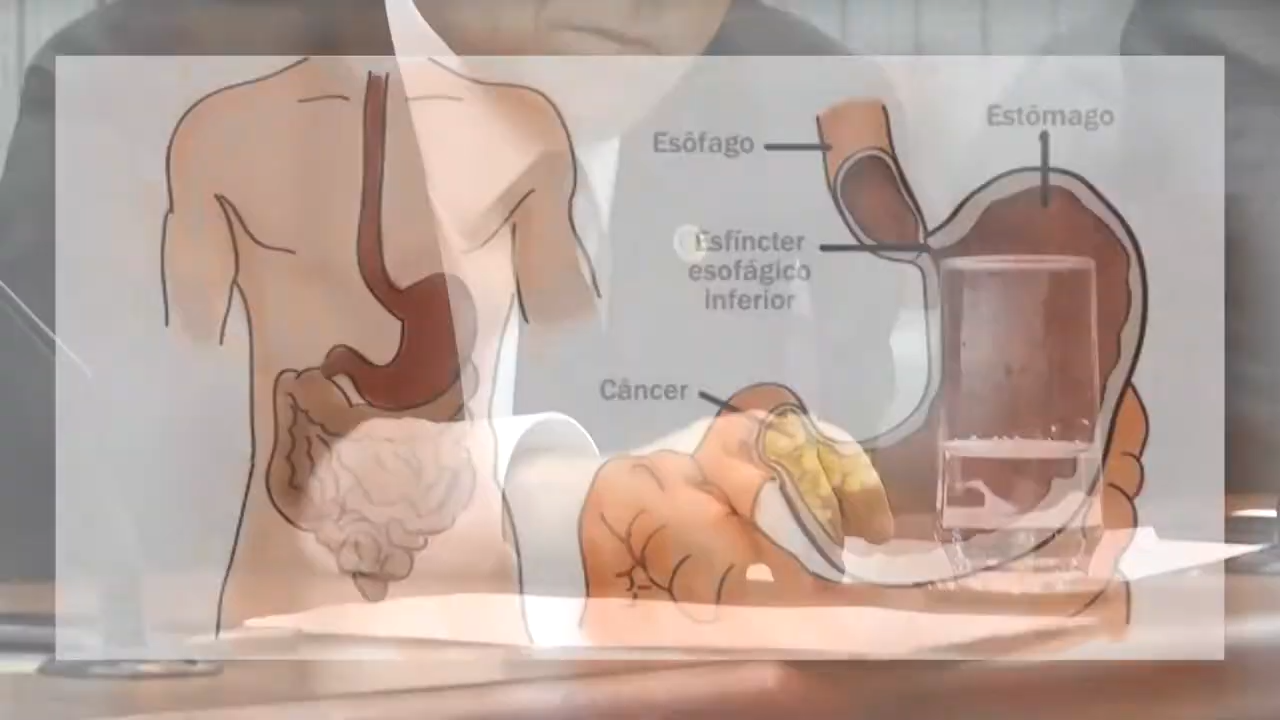 Esôfago
Estômago
Esfíncter
esofágico
inferior
Câncer